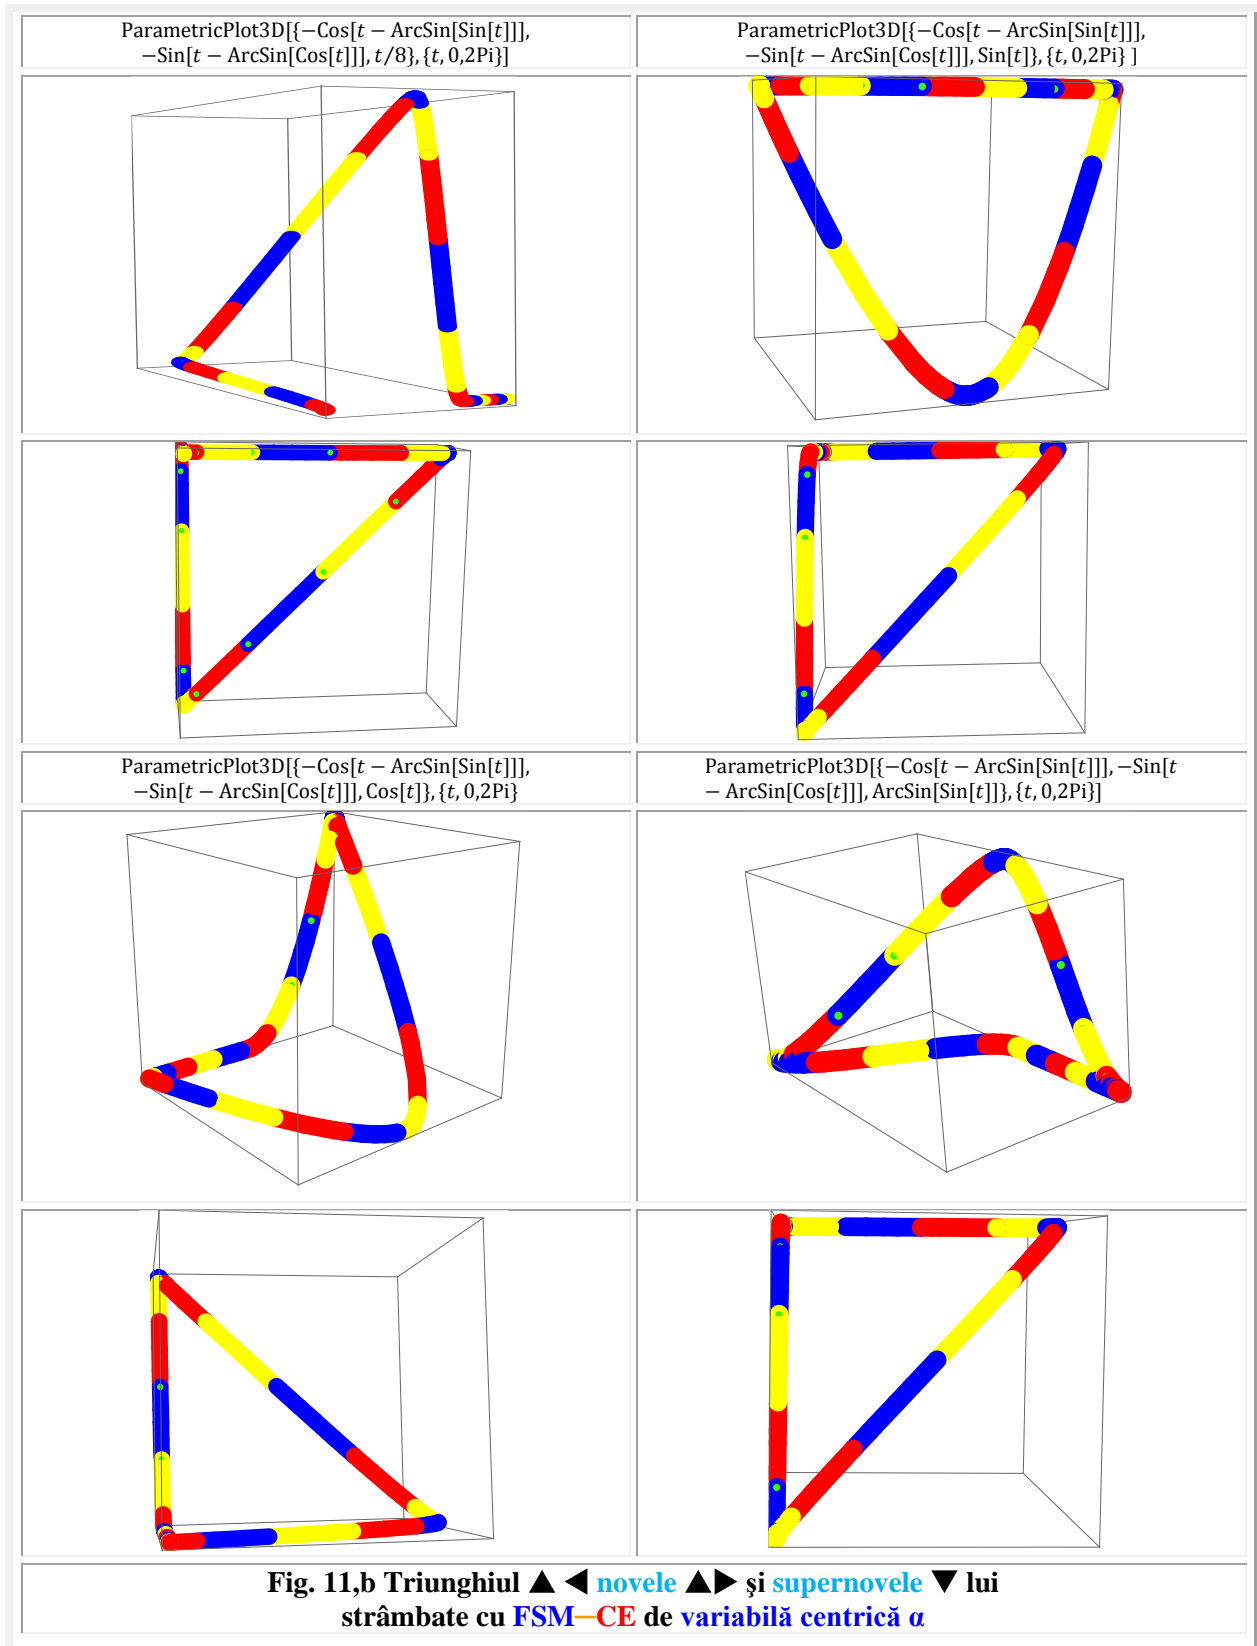 ParametricPlot3D[{−Cos[t − ArcSin[Sin[t]]],
−Sin[t − ArcSin[Cos[t]]], t/8}, {t, 0,2Pi}]
ParametricPlot3D[{−Cos[t − ArcSin[Sin[t]]],
−Sin[t − ArcSin[Cos[t]]], Sin[t]}, {t, 0,2Pi} ]
ParametricPlot3D[{−Cos[t − ArcSin[Sin[t]]],
−Sin[t − ArcSin[Cos[t]]], Cos[t]}, {t, 0,2Pi}
ParametricPlot3D[{−Cos[t − ArcSin[Sin[t]]], −Sin[t
− ArcSin[Cos[t]]], ArcSin[Sin[t]]}, {t, 0,2Pi}]
Fig. 11,b Triunghiul ▲ ◄ novele ▲► şi supernovele ▼ lui
strâmbate cu FSM—CE de variabilă centrică α